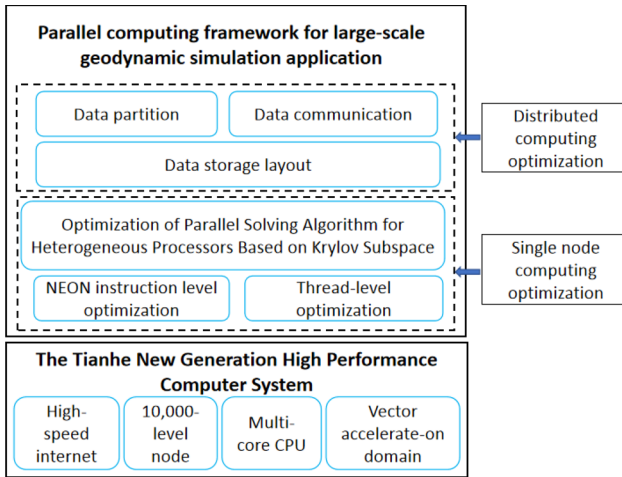 Parallel computing framework for large-scale
geodynamic simulation application
Data partition
Data communication
Data storage layout
Distributed
computing
optimization
Optimization of Parallel Solving Algorithm for
Heterogeneous Processors Based on Krylov Subspace
NEON instruction level
optimization
Thread-level
optimization
Single node
computing
optimization
The Tianhe New Generation High Performance
Computer System
High-
speed
internet
10,000-
level
node
Multi-
core CPU
Vector
accelerate-on
domain